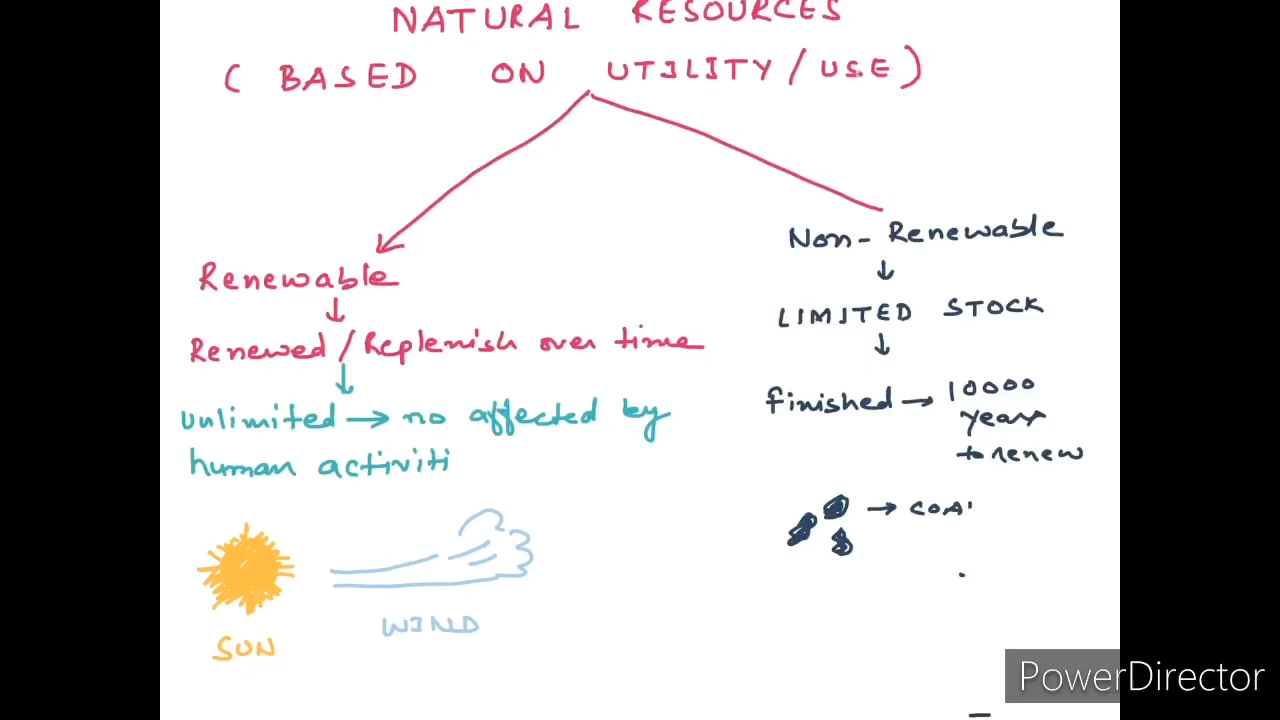 NATURAL RESOURCES
( BASED ON UTILITY / USE )
Renewable
Renewed / Replenish over time
unlimited → no affected by
human activiti
SUN
WIND
Non-Renewable
LIMITED STOCK
finished → 10000
years
to renew
→ COA
PowerDirector